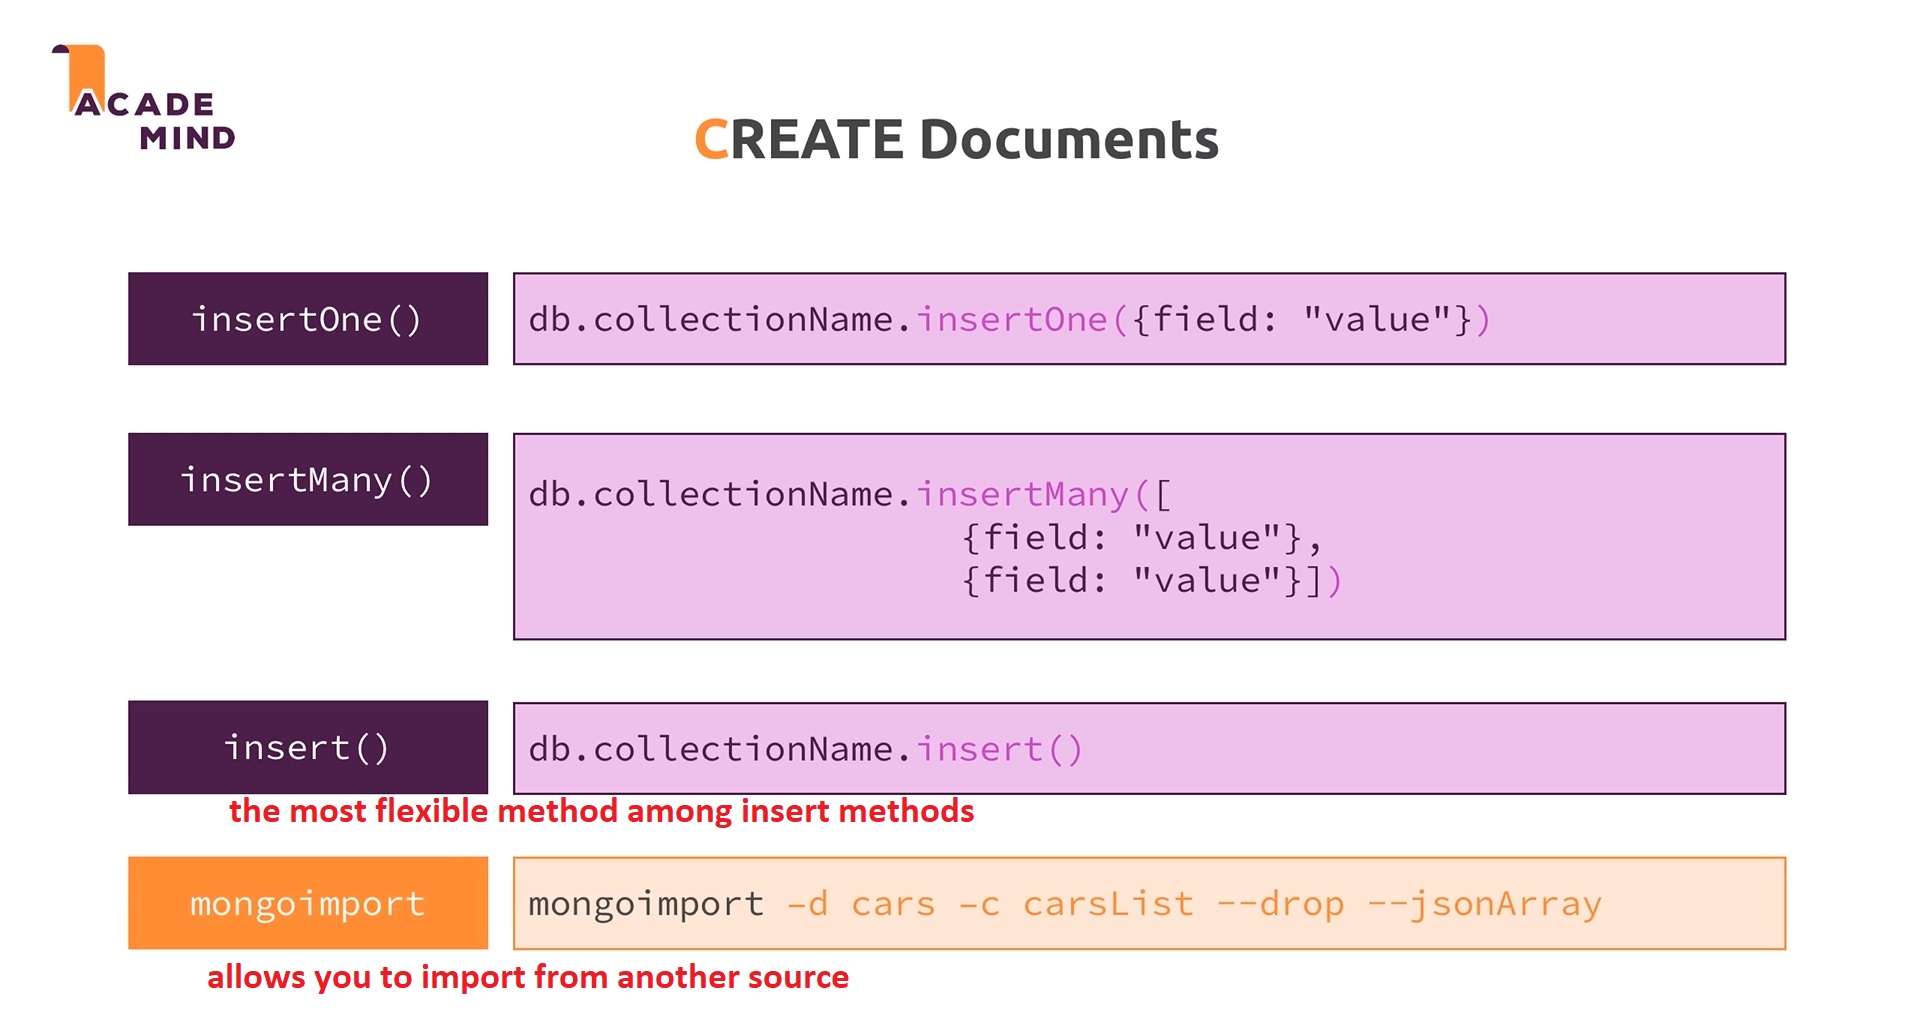 ACADE
MIND
CREATE Documents
insertOne()
db.collectionName.insertOne({field: "value"})
insertMany()
db.collectionName.insertMany([
{field: "value"},
{field: "value"}])
insert()
db.collectionName.insert()
the most flexible method among insert methods
mongoimport
mongoimport –d cars –c carsList --drop --jsonArray
allows you to import from another source